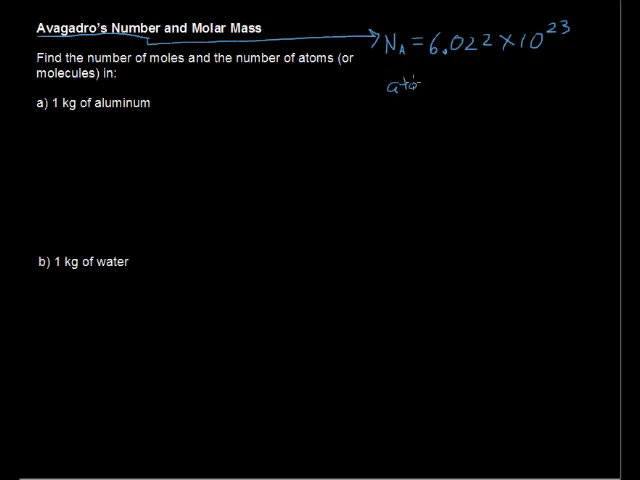 Avagadro's Number and Molar Mass
N_A = 6.022 × 10^23
ato
Find the number of moles and the number of atoms (or
molecules) in:
a) 1 kg of aluminum
b) 1 kg of water